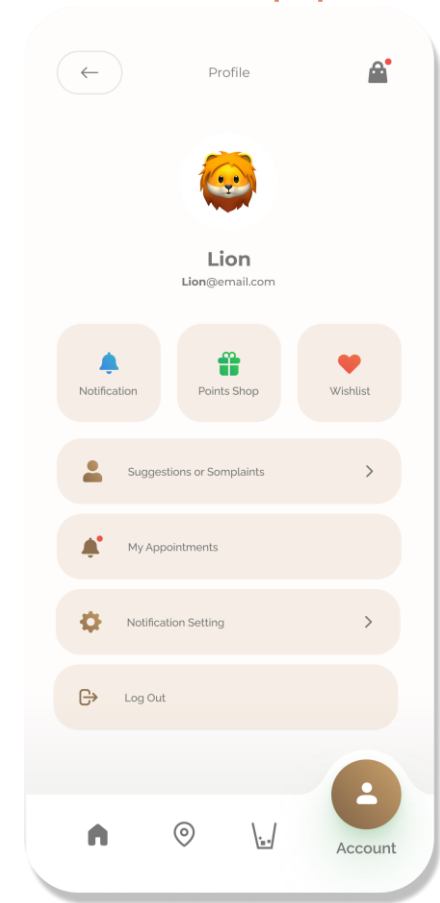 Profile
Lion
Lion@email.com
Notification
Points Shop
Wishlist
Suggestions or Somplaints
My Appointments
Notification Setting
Log Out
Account